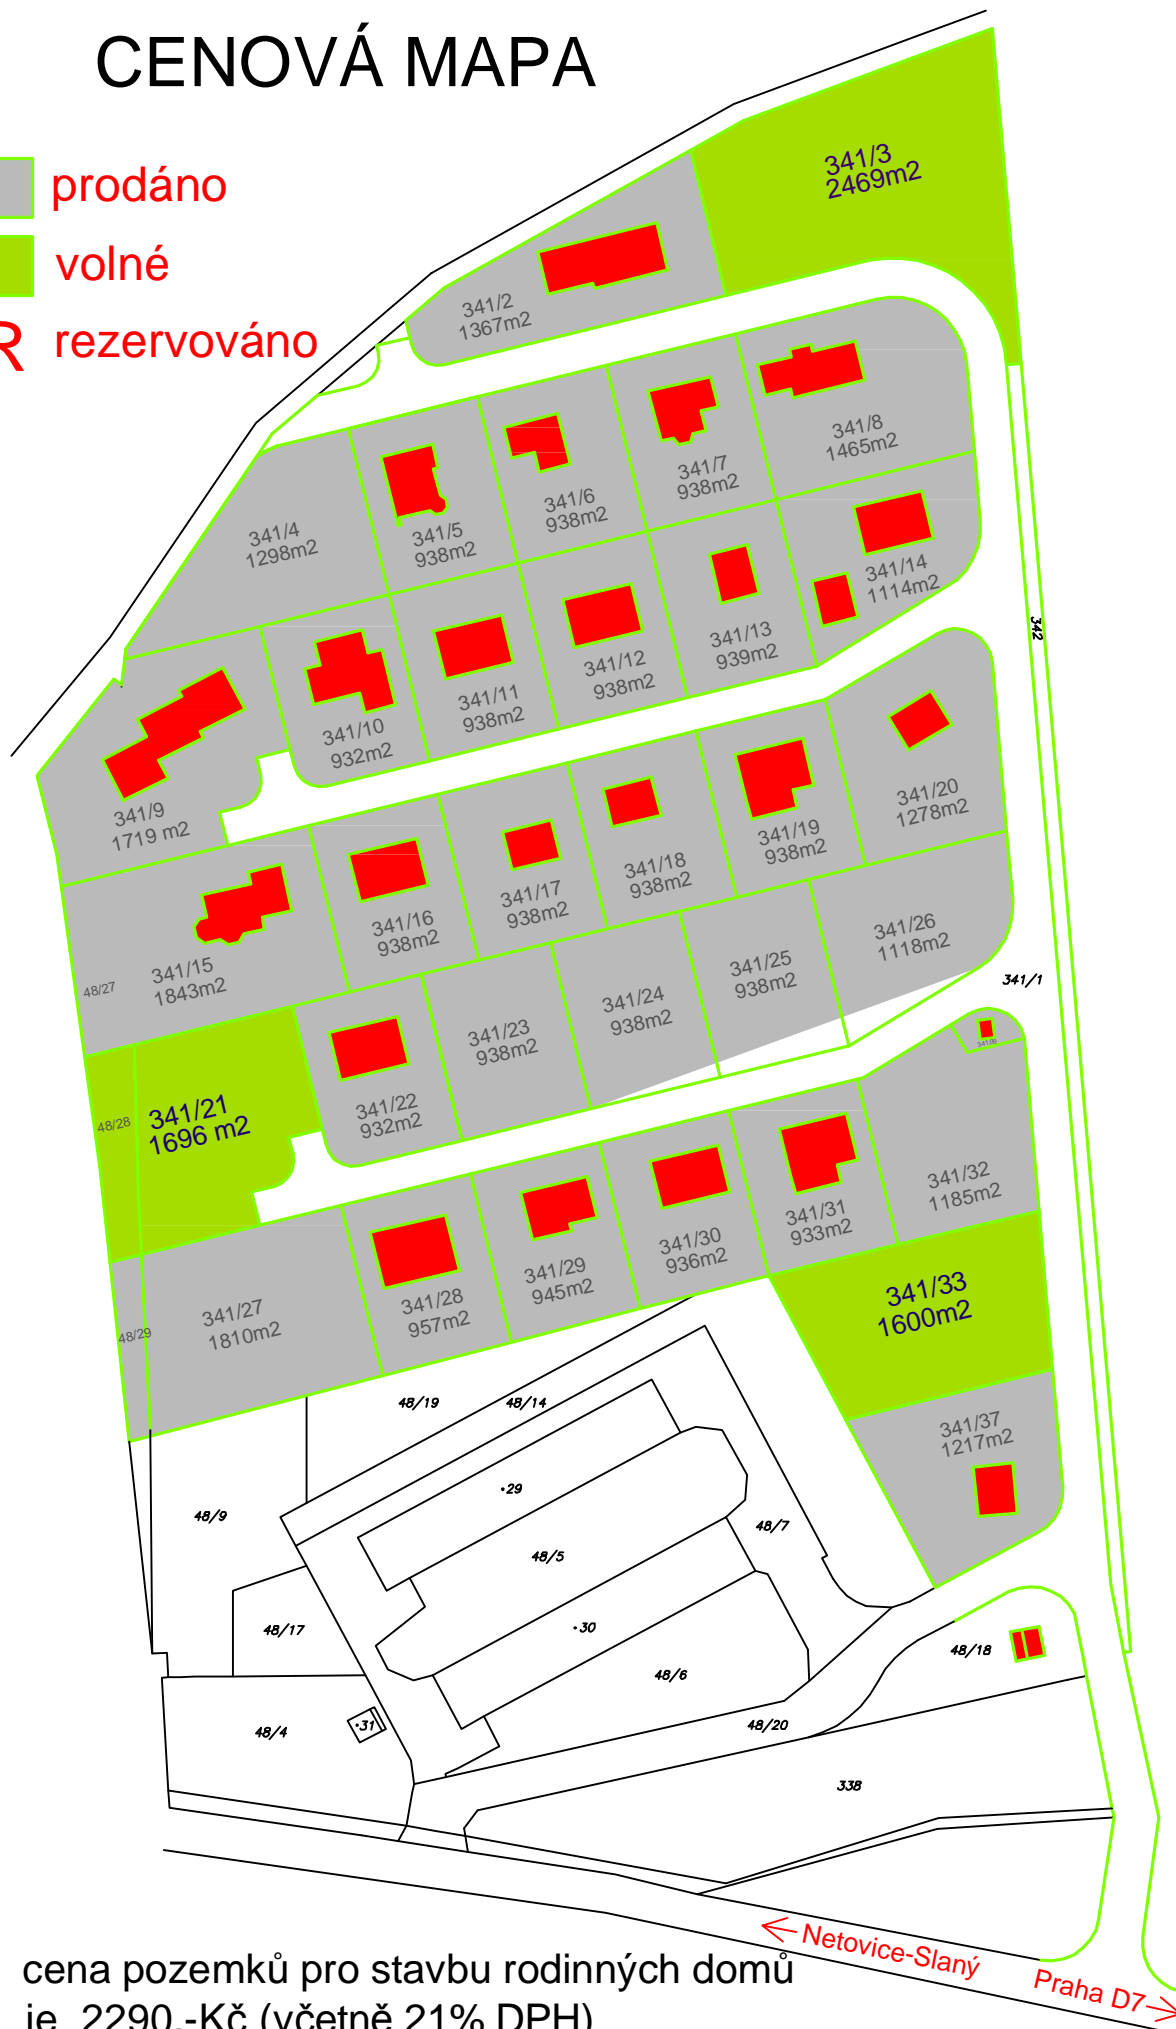 CENOVÁ MAPA
prodáno
volné
R rezervováno
341/3
2469m2
341/2
1367m2
341/8
1465m2
341/7
938m2
341/6
938m2
341/5
938m2
341/4
1298m2
341/14
1114m2
341/13
939m2
341/12
938m2
341/11
938m2
341/10
932m2
341/9
1719 m2
342
341/20
1278m2
341/19
938m2
341/18
938m2
341/17
938m2
341/16
938m2
341/15
1843m2
48/27
341/26
1118m2
341/25
938m2
341/24
938m2
341/23
938m2
341/22
932m2
341/21
1696 m2
48/28
341/1
341/32
1185m2
341/31
933m2
341/30
936m2
341/29
945m2
341/28
957m2
341/27
1810m2
48/29
341/33
1600m2
341/37
1217m2
48/19
48/14
•29
48/9
48/5
48/7
48/17
•30
48/6
48/18
48/4
•31
48/20
338
Netovice-Slaný
Praha D7
cena pozemků pro stavbu rodinných domů
je 2290,-Kč (včetně 21% DPH)